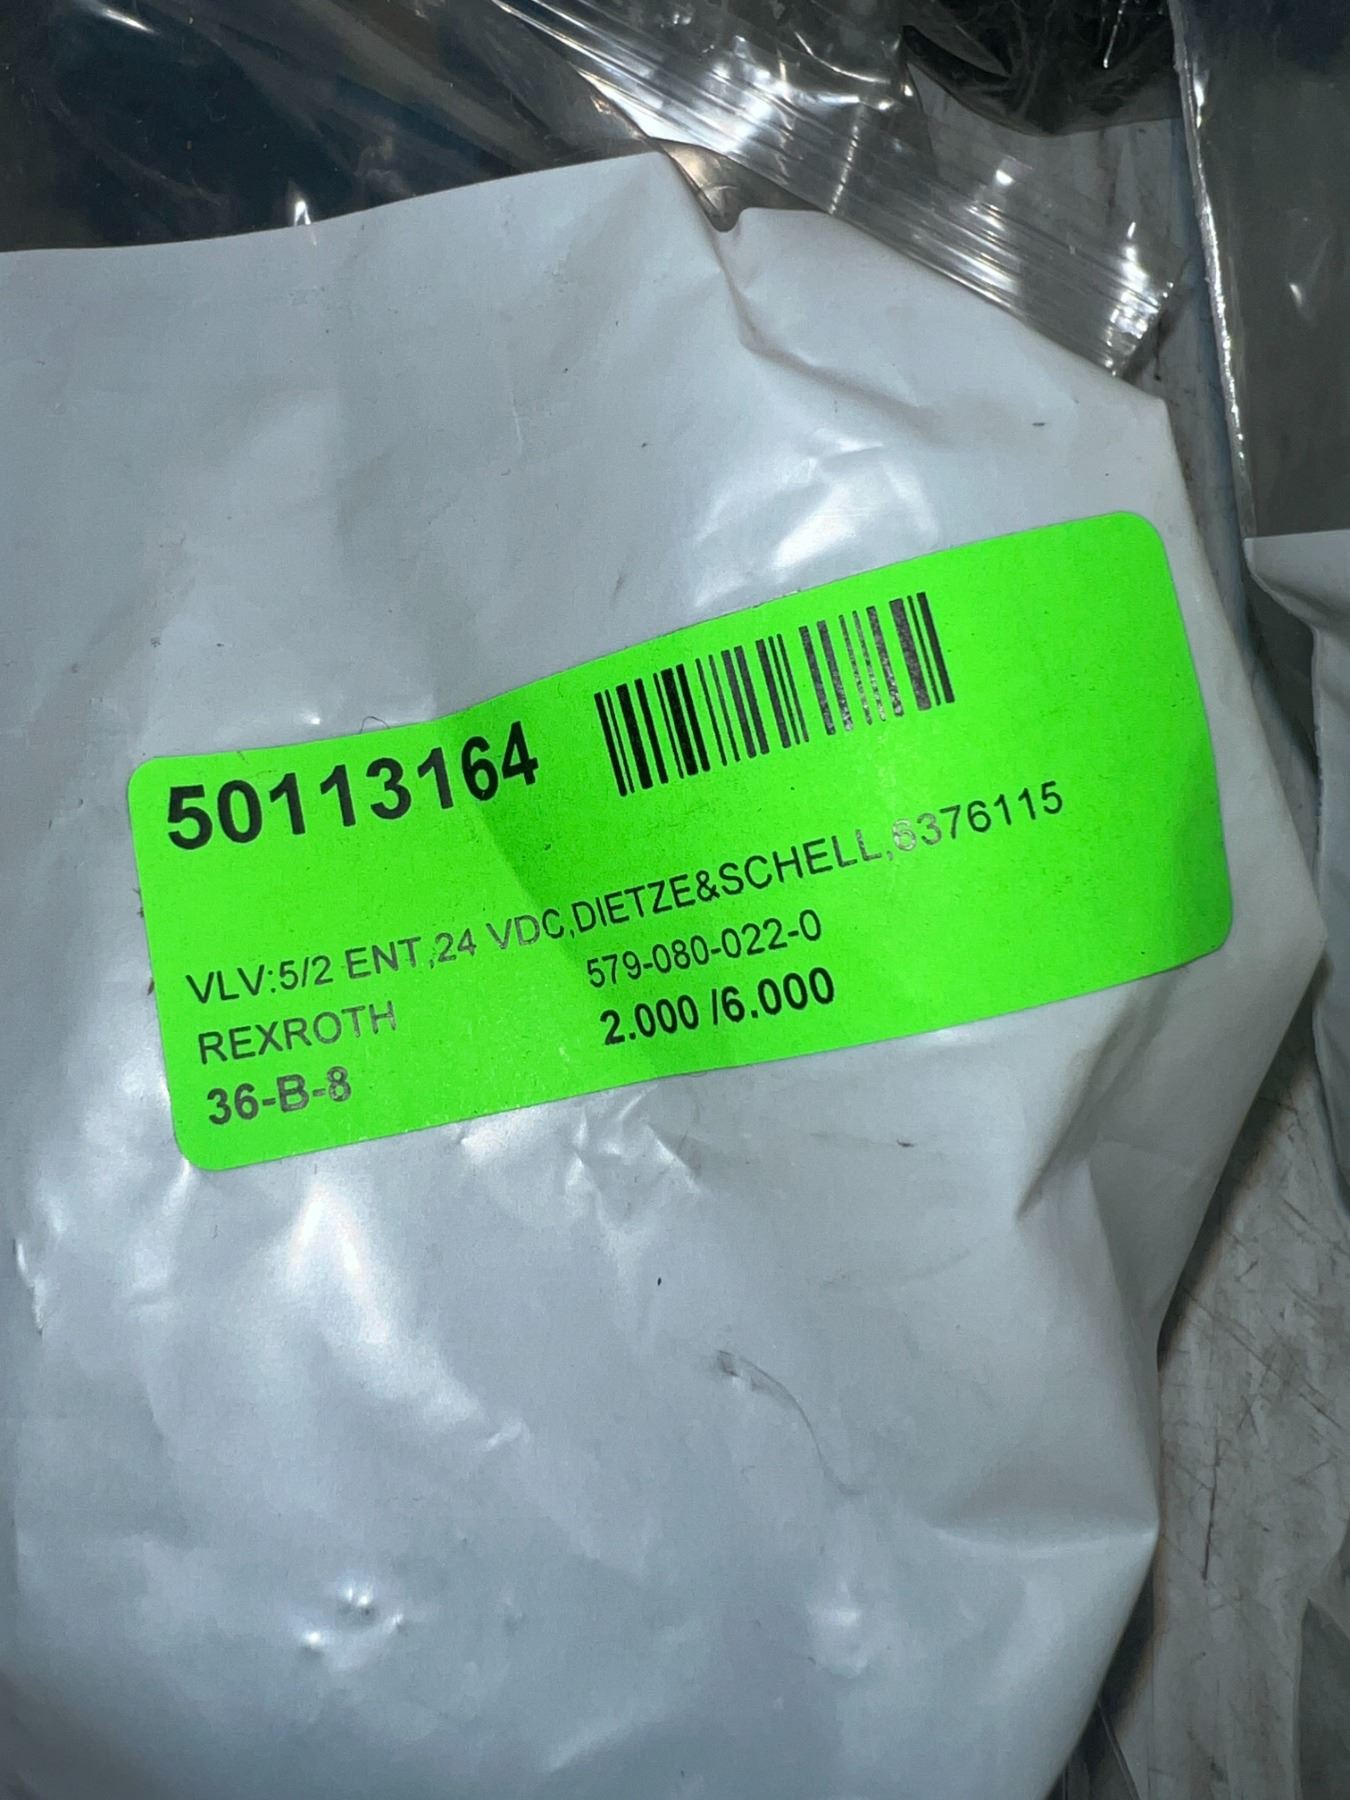 50113164
VLV:5/2 ENT,24 VDC,DIETZE&SCHELL,6376115
REXROTH 579-080-022-0
36-B-8 2.000 /6.000